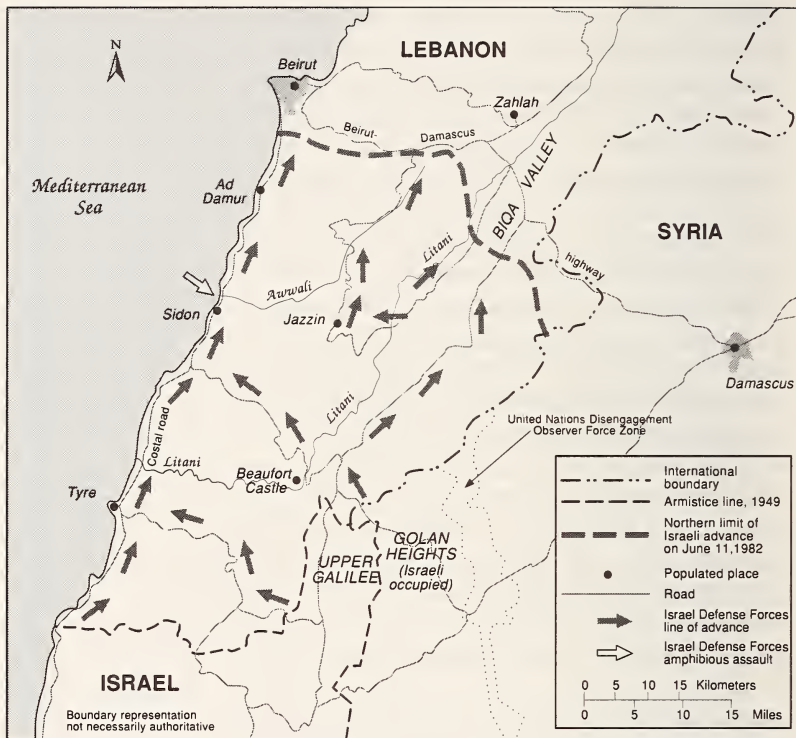 N
LEBANON
Beirut
Zahlah
Beirut-
Damascus
Mediterranean
Sea
Ad
Damur
BIQA VALLEY
Litani
SYRIA
highway
Awwali
Sidon
Jazzin
Damascus
Litani
Costal road
United Nations Disengagement
Observer Force Zone
Litani
Beaufort
Castle
Tyre
UPPER
GALILEE
GOLAN
HEIGHTS
(Israeli
occupied)
ISRAEL
Boundary representation
not necessarily authoritative
International
boundary
Armistice line, 1949
Northern limit of
Israeli advance
on June 11,1982
Populated place
Road
Israel Defense Forces
line of advance
Israel Defense Forces
amphibious assault
0 5 10 15 Kilometers
0 5 10 15 Miles